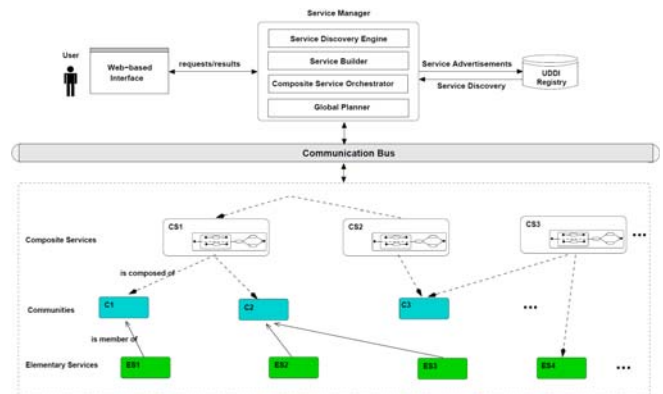 Service Manager
User
Web-based
Interface
requests/results
Service Discovery Engine
Service Builder
Composite Service Orchestrator
Global Planner
Service Advertisements
Service Discovery
UDDI
Registry
Communication Bus
CS1
CS2
CS3
Composite Services
is composed of
C1
C2
C3
Communities
is member of
Elementary Services
ES1
ES2
ES3
ES4